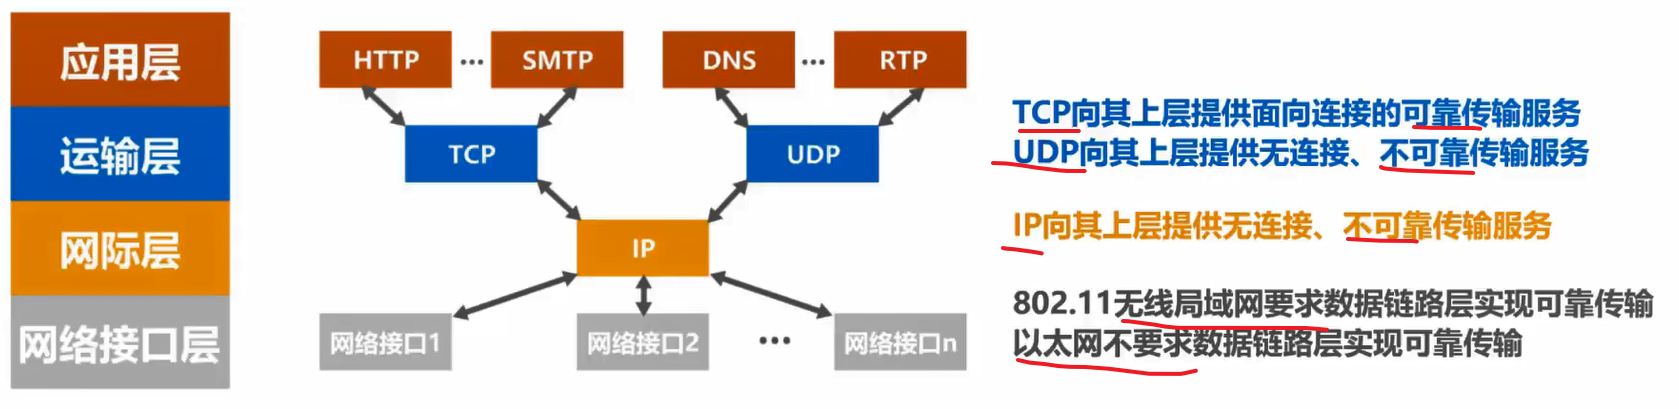 应用层
运输层
网际层
网络接口层
HTTP ··· SMTP DNS ··· RTP
TCP UDP
IP
网络接口1 网络接口2 ··· 网络接口n
TCP向其上层提供面向连接的可靠传输服务
UDP向其上层提供无连接、不可靠传输服务
IP向其上层提供无连接、不可靠传输服务
802.11无线局域网要求数据链路层实现可靠传输
以太网不要求数据链路层实现可靠传输